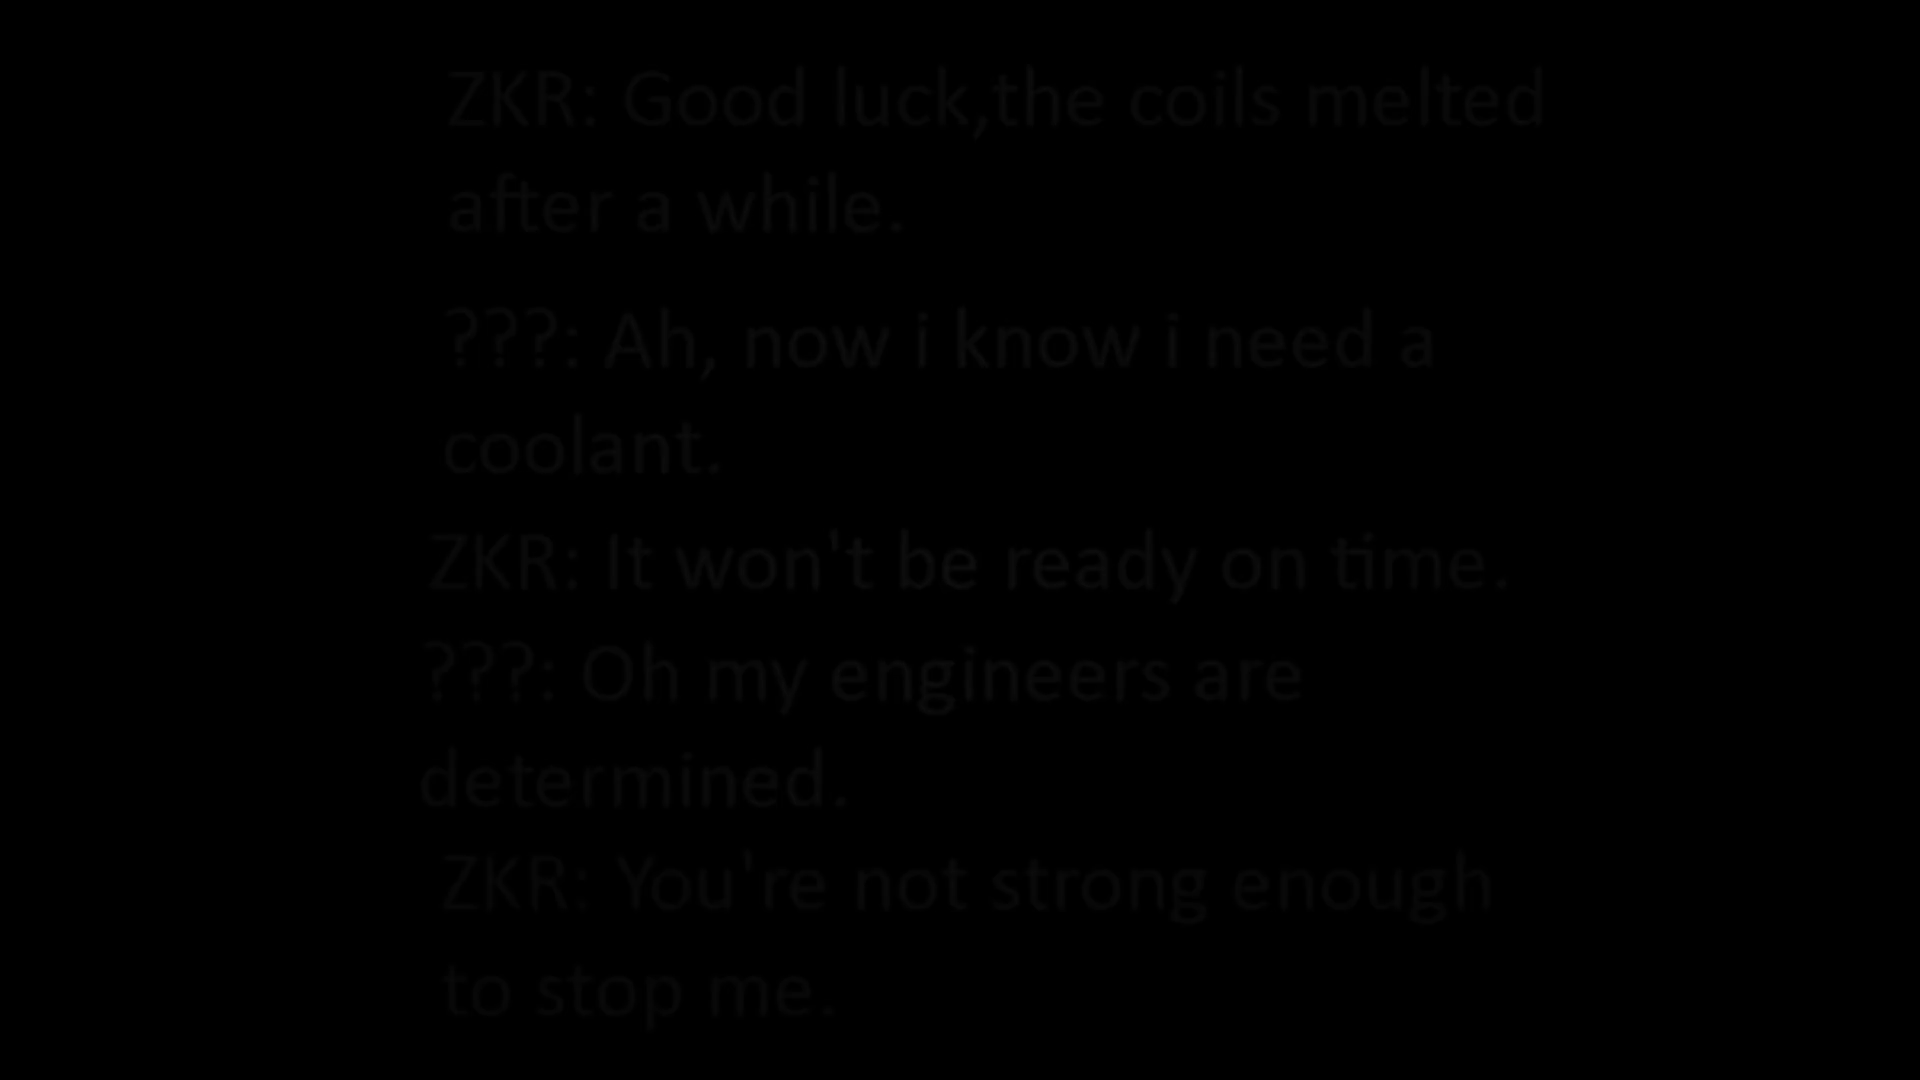 ZKR: Good luck,the coils melted
after a while.
???: Ah, now i know i need a
coolant.
ZKR: It won't be ready on time.
???: Oh my engineers are
determined.
ZKR: You're not strong enough
to stop me.